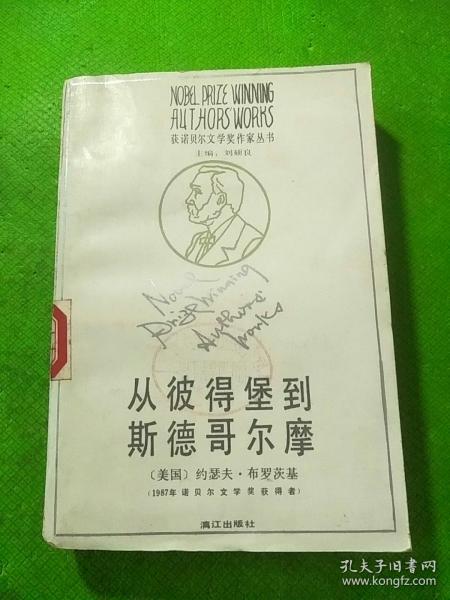 NOBEL PRIZE WINNING
AUTHORS' WORKS
获诺贝尔文学奖作家丛书
主编：刘硕良
Novel
Prize Winning
Authors'
Works
从彼得堡到
斯德哥尔摩
〔美国〕约瑟夫·布罗茨基
(1987年诺贝尔文学奖获得者)
漓江出版社
孔夫子旧书网
www.kongfz.com